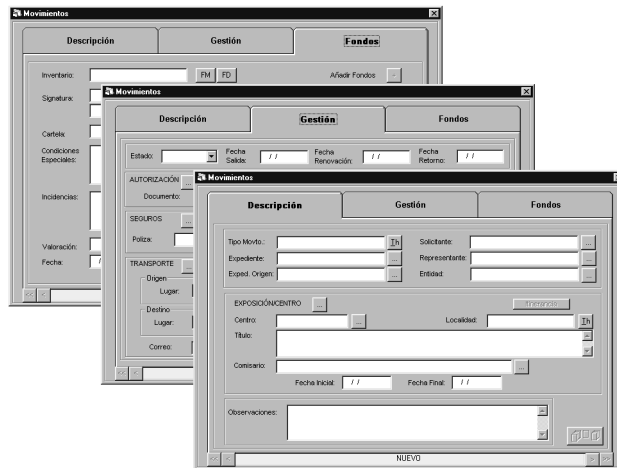 Movimientos
Descripción Gestión Fondos
Inventario: FM FD Añadir Fondos
Signatura:
Cartela:
Condiciones
Especiales:
Incidencias:
Valoración:
Fecha: /
<< <
Movimientos
Descripción Gestión Fondos
Estado: Fecha Salida: / / Fecha Renovación: / / Fecha Retorno: / /
AUTORIZACIÓN ...
Documento:
SEGUROS ...
Poliza:
TRANSPORTE ...
Origen
Lugar:
Destino
Lugar:
Correo:
<< <
Movimientos
Descripción Gestión Fondos
Tipo Movto.: Th Solicitante: ...
Expediente: ... Representante: ...
Exped. Origen: ... Entidad: ...
EXPOSICIÓN/CENTRO ... Itinerancia
Centro: ... Localidad: Th
Título:
Comisario: ...
Fecha Inicial: / / Fecha Final: / /
Observaciones:
<< < NUEVO > >>